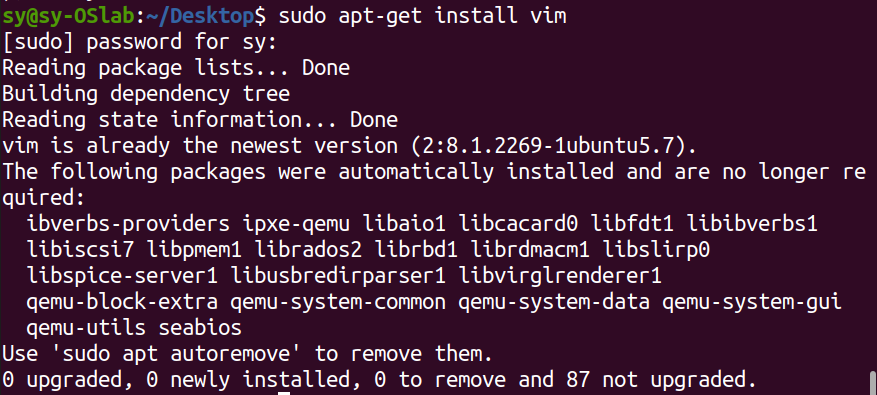 sy@sy-OSlab:~/Desktop$ sudo apt-get install vim
[sudo] password for sy:
Reading package lists... Done
Building dependency tree
Reading state information... Done
vim is already the newest version (2:8.1.2269-1ubuntu5.7).
The following packages were automatically installed and are no longer re
quired:
  ibverbs-providers ipxe-qemu libaio1 libcacard0 libfdt1 libibverbs1
  libiscsi7 libpmem1 librados2 librbd1 librdmacm1 libslirp0
  libspice-server1 libusbredirparser1 libvirglrenderer1
  qemu-block-extra qemu-system-common qemu-system-data qemu-system-gui
  qemu-utils seabios
Use 'sudo apt autoremove' to remove them.
0 upgraded, 0 newly installed, 0 to remove and 87 not upgraded.